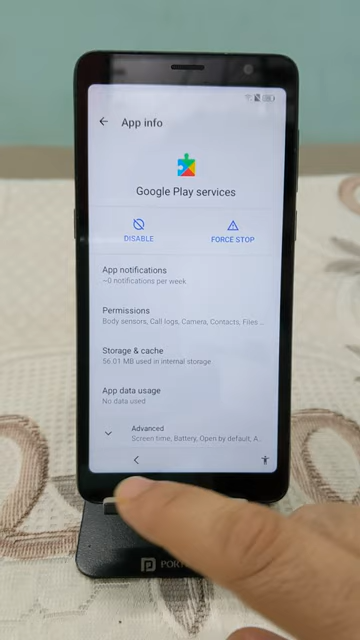 App info
Google Play services
DISABLE
FORCE STOP
App notifications
~0 notifications per week
Permissions
Body sensors, Call logs, Camera, Contacts, Files ...
Storage & cache
56.01 MB used in internal storage
App data usage
No data used
Advanced
Screen time, Battery, Open by default, A...